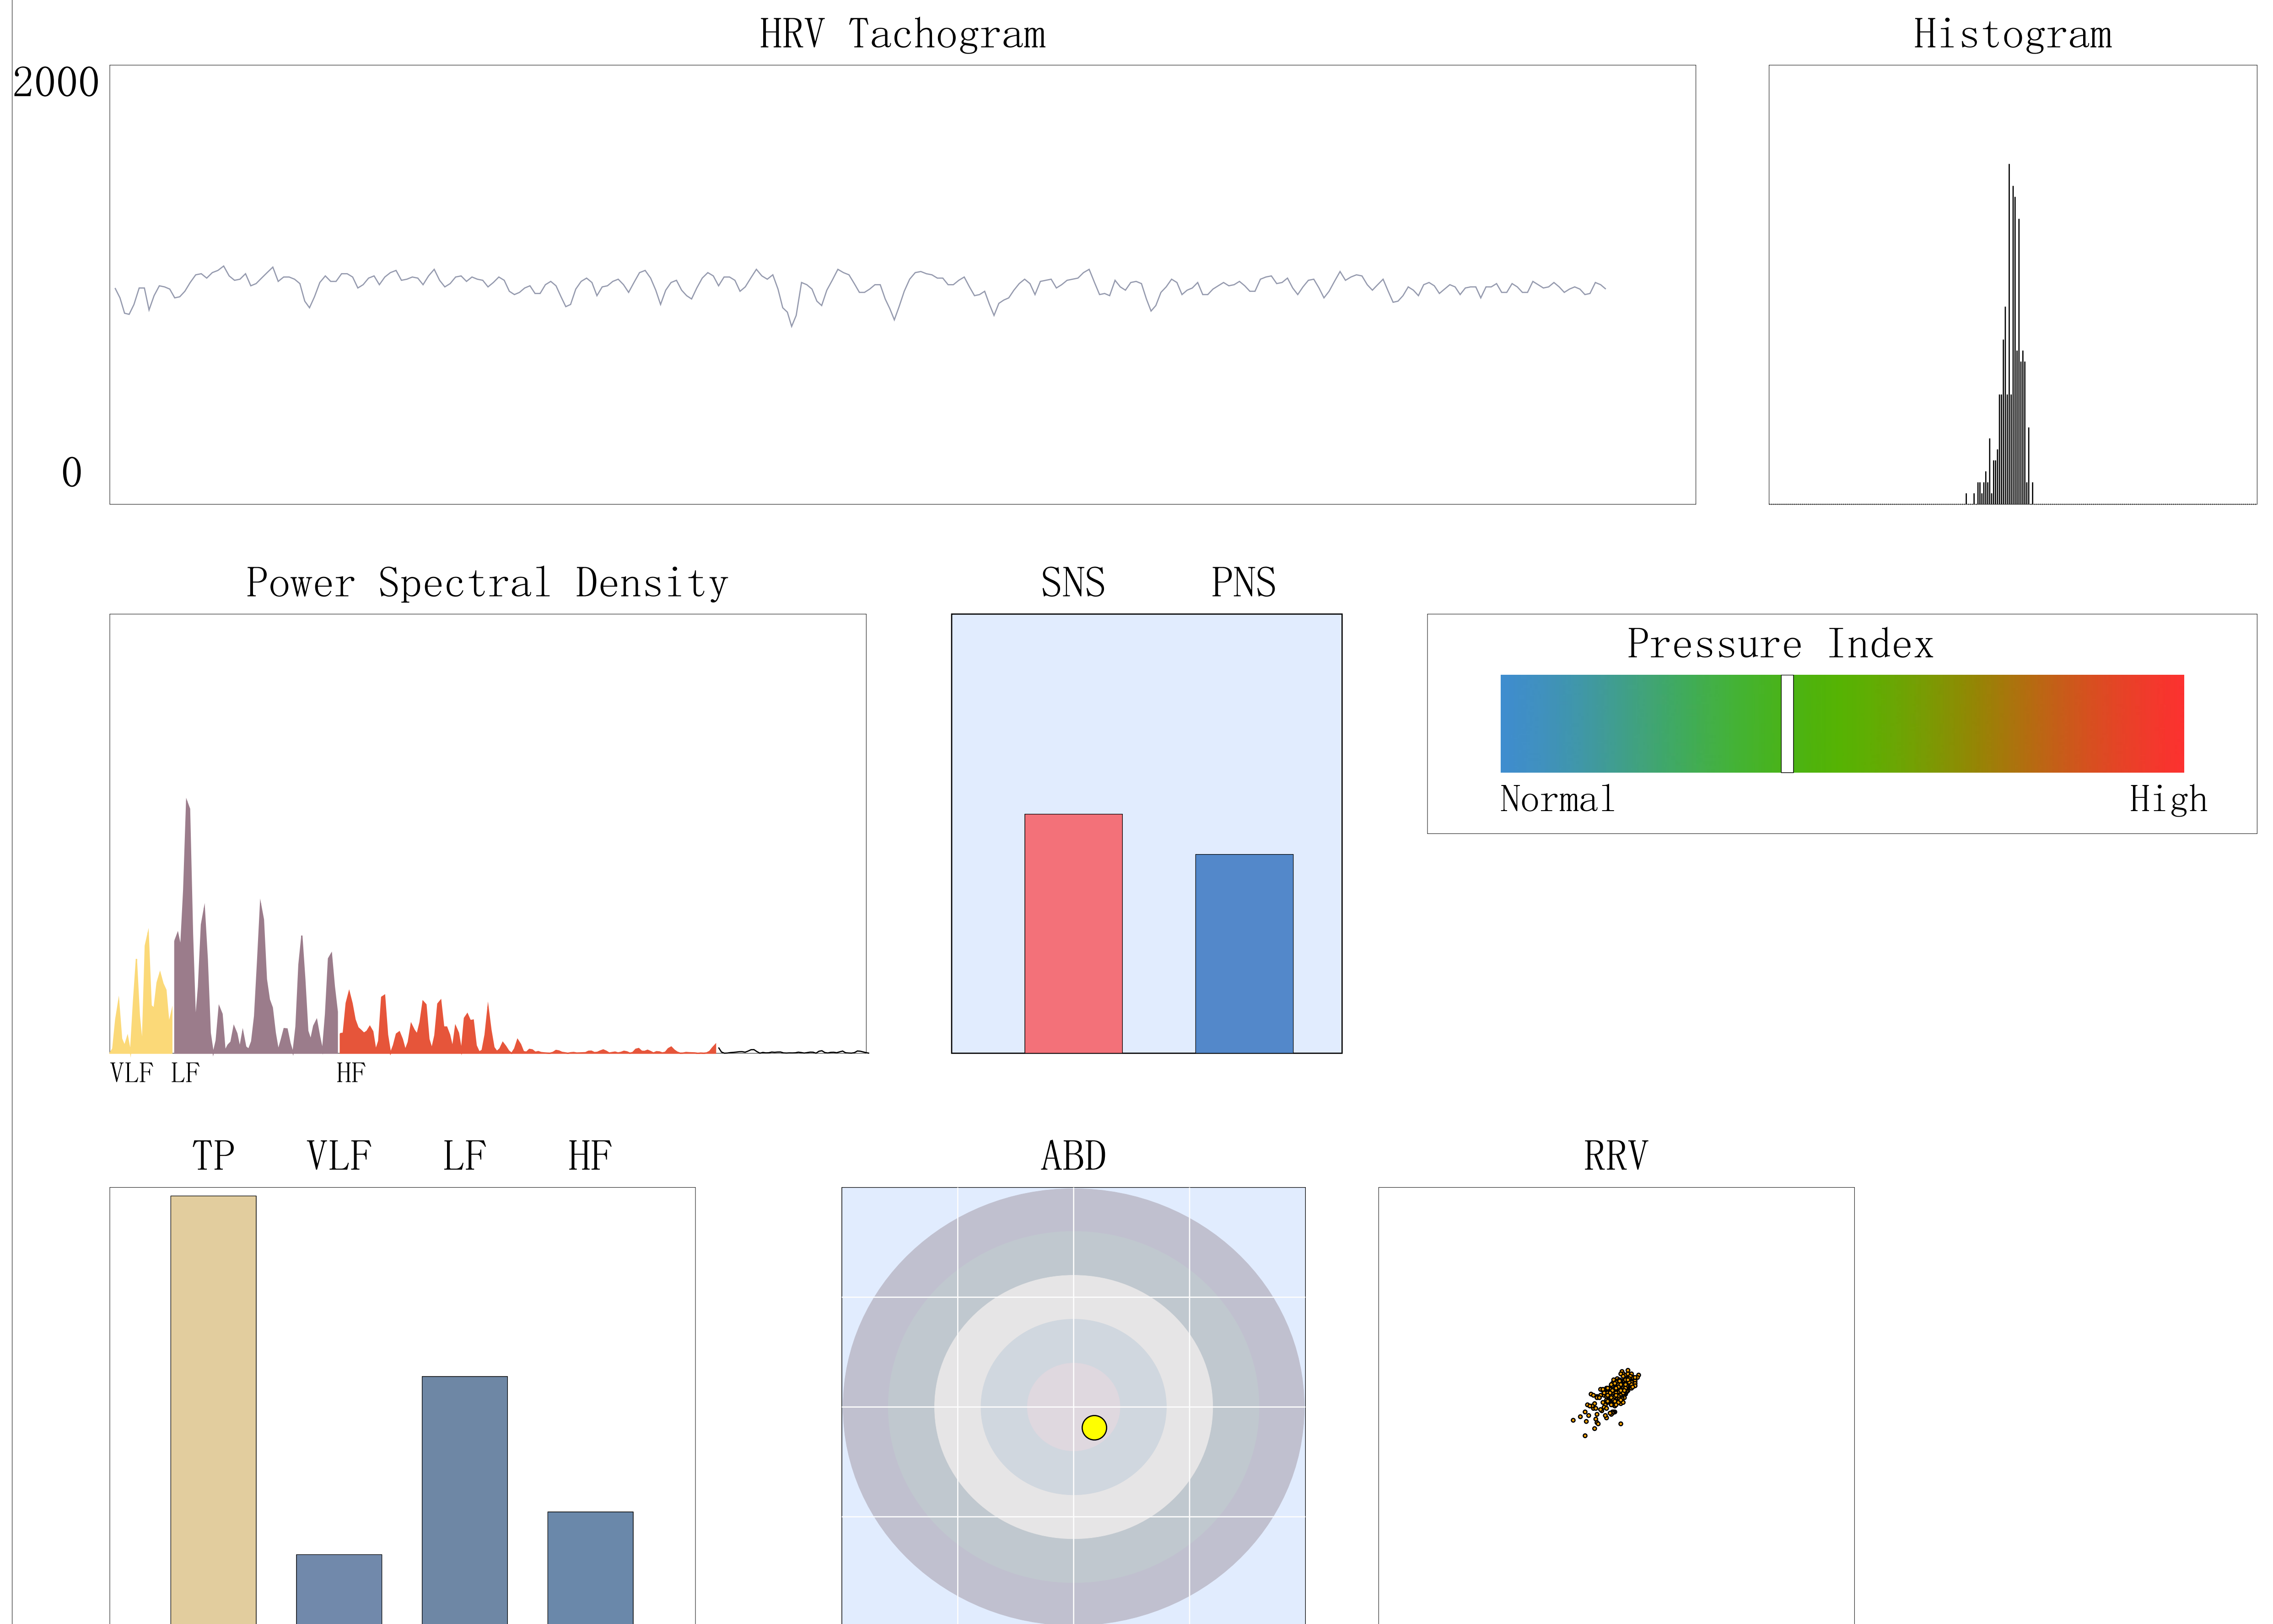 HRV Tachogram
Histogram
2000
0
Power Spectral Density
SNS
PNS
Pressure Index
Normal
High
VLF
LF
HF
TP
VLF
LF
HF
ABD
RRV